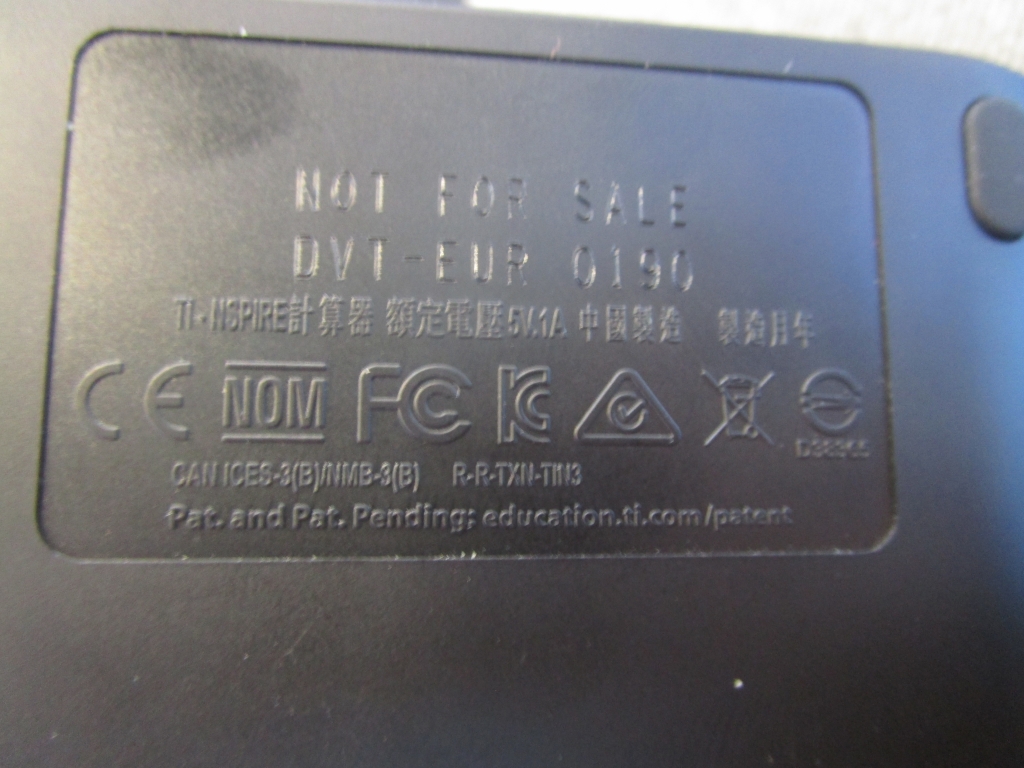 NOT FOR SALE
DVT-EUR 0190
TI-NSPIRE計算器 額定電壓5V,1A 中國製造 製造月年
CE NOM FC KC
CAN ICES-3(B)/NMB-3(B) R-R-TXN-TIN3
Pat. and Pat. Pending; education.ti.com/patent